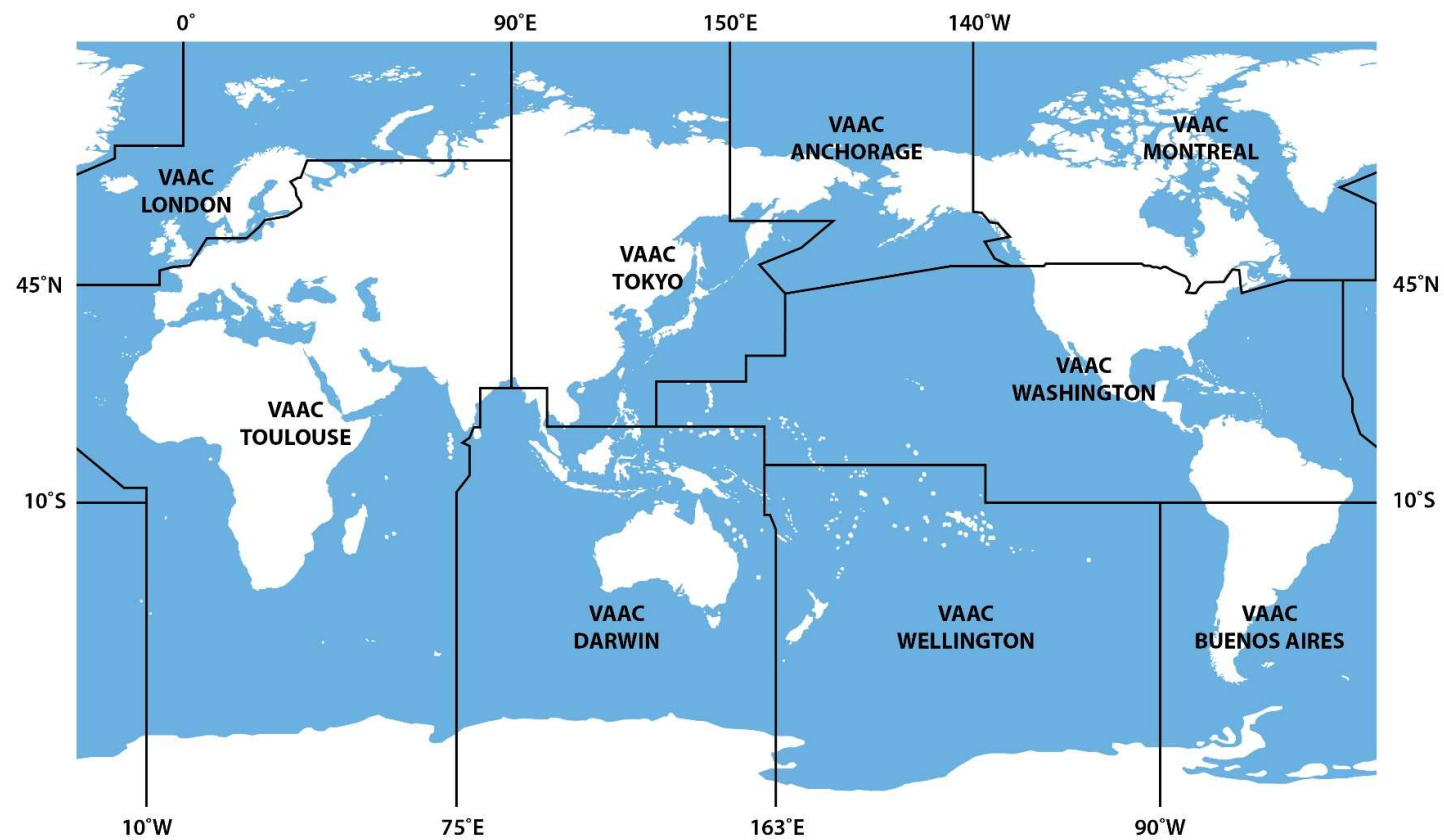 0˚
90˚E
150˚E
140˚W
VAAC
ANCHORAGE
VAAC
MONTREAL
VAAC
LONDON
VAAC
TOKYO
45˚N
45˚N
VAAC
WASHINGTON
VAAC
TOULOUSE
10˚S
10˚S
VAAC
DARWIN
VAAC
WELLINGTON
VAAC
BUENOS AIRES
10˚W
75˚E
163˚E
90˚W